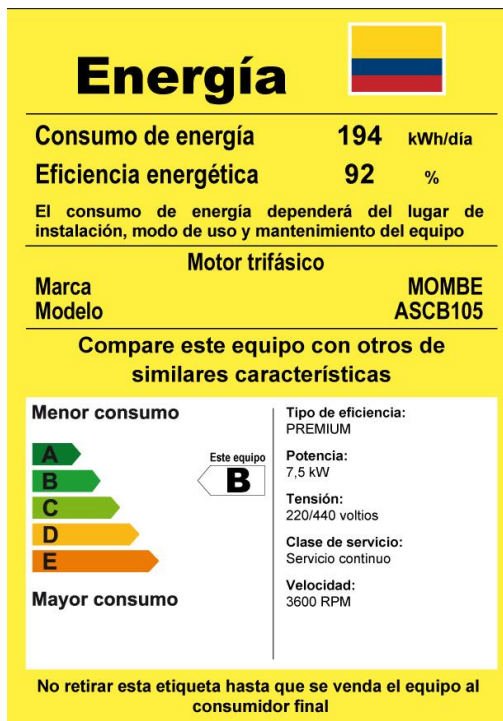 Energía
Consumo de energía 194 kWh/día
Eficiencia energética 92 %
El consumo de energía dependerá del lugar de
instalación, modo de uso y mantenimiento del equipo
Motor trifásico
Marca MOMBE
Modelo ASCB105
Compare este equipo con otros de
similares características
Menor consumo
A
B
C
D
E
Mayor consumo
Este equipo
B
Tipo de eficiencia:
PREMIUM
Potencia:
7,5 kW
Tensión:
220/440 voltios
Clase de servicio:
Servicio continuo
Velocidad:
3600 RPM
No retirar esta etiqueta hasta que se venda el equipo al
consumidor final